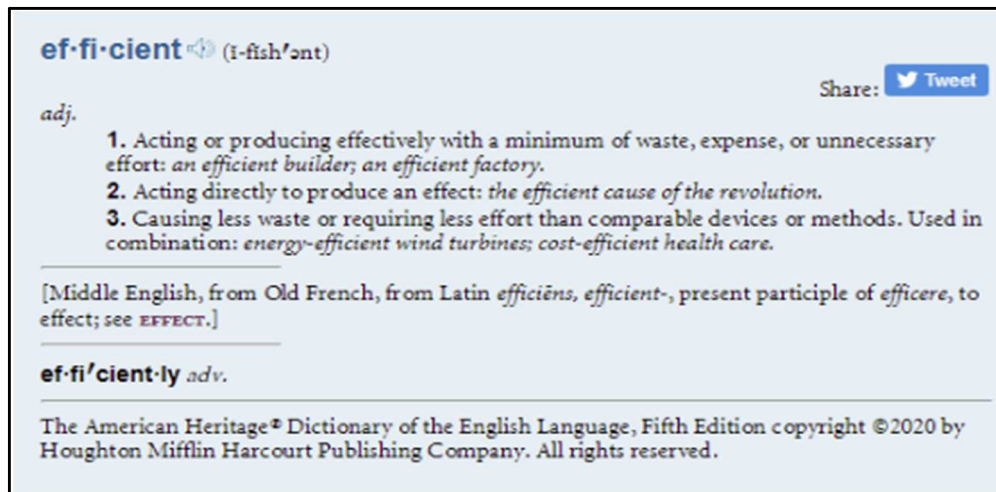 ef·fi·cient (ĭ-fĭsh′ənt)
Share: Tweet
adj.
1. Acting or producing effectively with a minimum of waste, expense, or unnecessary
effort: an efficient builder; an efficient factory.
2. Acting directly to produce an effect: the efficient cause of the revolution.
3. Causing less waste or requiring less effort than comparable devices or methods. Used in
combination: energy-efficient wind turbines; cost-efficient health care.
[Middle English, from Old French, from Latin efficiēns, efficient-, present participle of efficere, to
effect; see EFFECT.]
ef·fi′cient·ly adv.
The American Heritage® Dictionary of the English Language, Fifth Edition copyright ©2020 by
Houghton Mifflin Harcourt Publishing Company. All rights reserved.